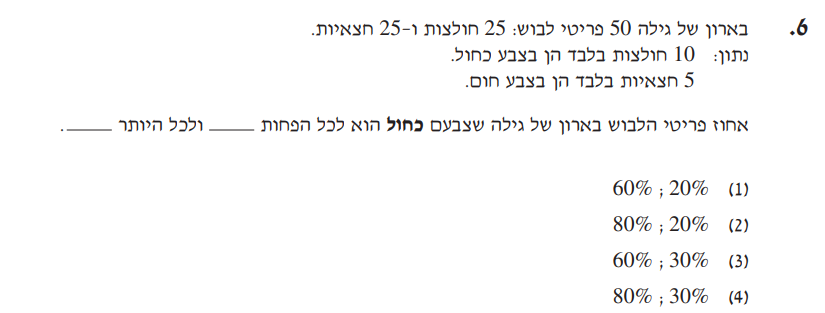 .6 בארון של גילה 50 פריטי לבוש: 25 חולצות ו-25 חצאיות.
נתון: 10 חולצות בלבד הן בצבע כחול.
5 חצאיות בלבד הן בצבע חום.
אחוז פריטי הלבוש בארון של גילה שצבעם כחול הוא לכל הפחות _____ ולכל היותר _____.
(1) 20% ; 60%
(2) 20% ; 80%
(3) 30% ; 60%
(4) 30% ; 80%